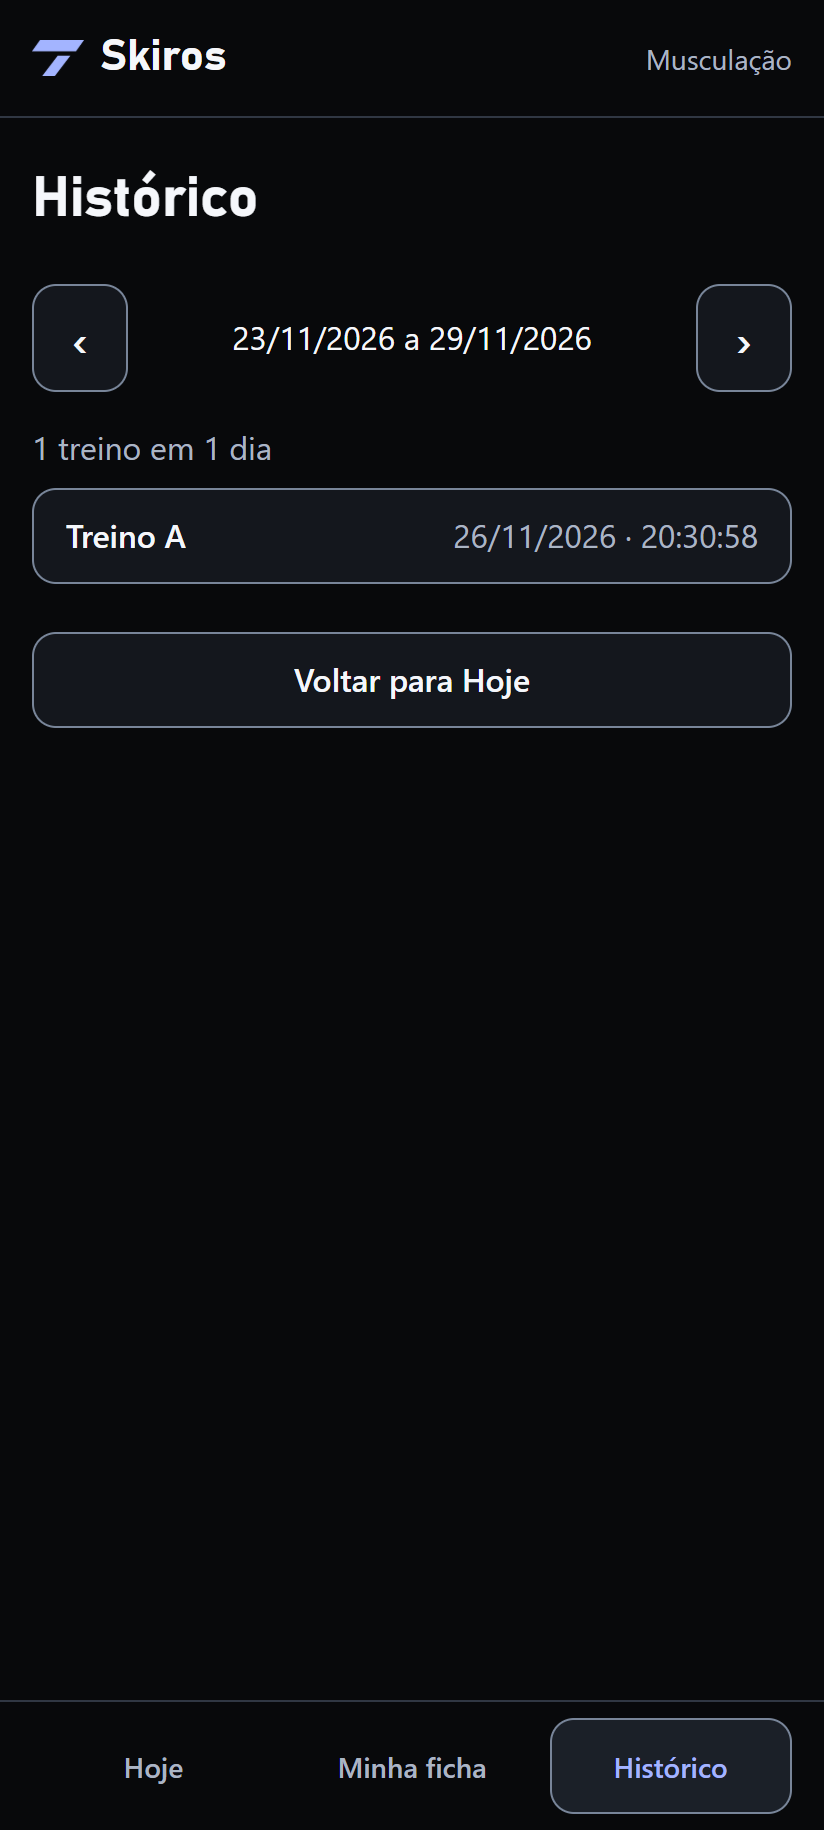 Skiros
Musculação
Histórico
‹
23/11/2026 a 29/11/2026
›
1 treino em 1 dia
Treino A
26/11/2026 · 20:30:58
Voltar para Hoje
Hoje
Minha ficha
Histórico